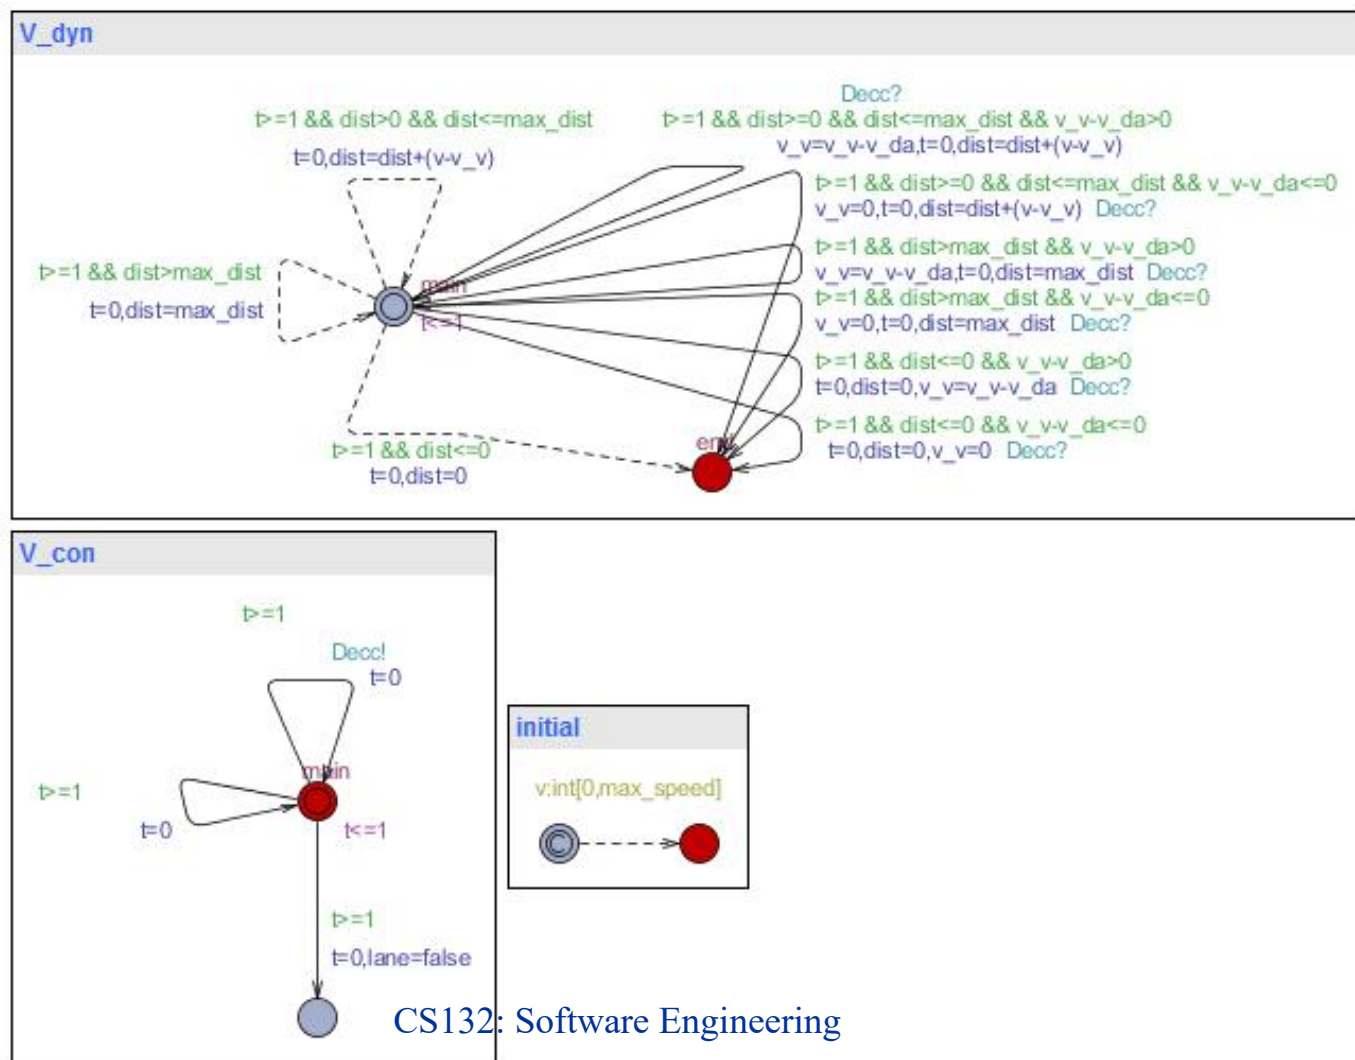 V_dyn
Decc?
t>=1 && dist>0 && dist<=max_dist
t=0,dist=dist+(v-v_v)
t>=1 && dist>=0 && dist<=max_dist && v_v-v_da>0
v_v=v_v-v_da,t=0,dist=dist+(v-v_v)
t>=1 && dist>=0 && dist<=max_dist && v_v-v_da<=0
v_v=0,t=0,dist=dist+(v-v_v) Decc?
t>=1 && dist>max_dist && v_v-v_da>0
v_v=v_v-v_da,t=0,dist=max_dist Decc?
t>=1 && dist>max_dist
t=0,dist=max_dist
main
t<=1
t>=1 && dist>max_dist && v_v-v_da<=0
v_v=0,t=0,dist=max_dist Decc?
t>=1 && dist<=0 && v_v-v_da>0
t=0,dist=0,v_v=v_v-v_da Decc?
t>=1 && dist<=0 && v_v-v_da<=0
t=0,dist=0,v_v=0 Decc?
end
t>=1 && dist<=0
t=0,dist=0
V_con
t>=1
Decc!
t=0
main
t>=1
t=0
t<=1
t>=1
t=0,lane=false
initial
v:int[0,max_speed]
C
CS132: Software Engineering